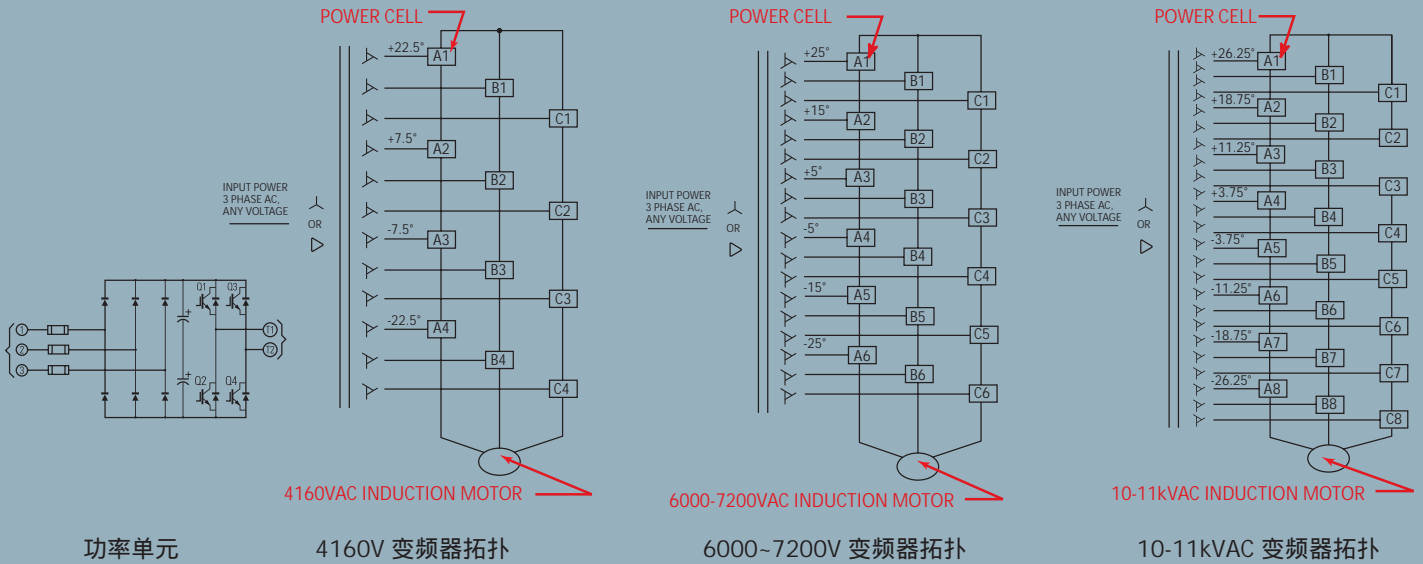 POWER CELL
+22.5°
A1
B1
C1
+7.5°
A2
B2
C2
INPUT POWER
3 PHASE AC,
ANY VOLTAGE
OR
-7.5°
A3
B3
C3
-22.5°
A4
B4
C4
4160VAC INDUCTION MOTOR
POWER CELL
+25°
A1
B1
C1
+15°
A2
B2
C2
+5°
A3
B3
C3
INPUT POWER
3 PHASE AC,
ANY VOLTAGE
OR
-5°
A4
B4
C4
-15°
A5
B5
C5
-25°
A6
B6
C6
6000-7200VAC INDUCTION MOTOR
POWER CELL
+26.25°
A1
B1
C1
+18.75°
A2
B2
C2
+11.25°
A3
B3
C3
INPUT POWER
3 PHASE AC,
ANY VOLTAGE
OR
+3.75°
A4
B4
C4
-3.75°
A5
B5
C5
-11.25°
A6
B6
C6
-18.75°
A7
B7
C7
-26.25°
A8
B8
C8
10-11kVAC INDUCTION MOTOR
1
2
3
+
+
Q1
Q3
Q2
Q4
T1
T2
功率单元
4160V 变频器拓扑
6000~7200V 变频器拓扑
10-11kVAC 变频器拓扑